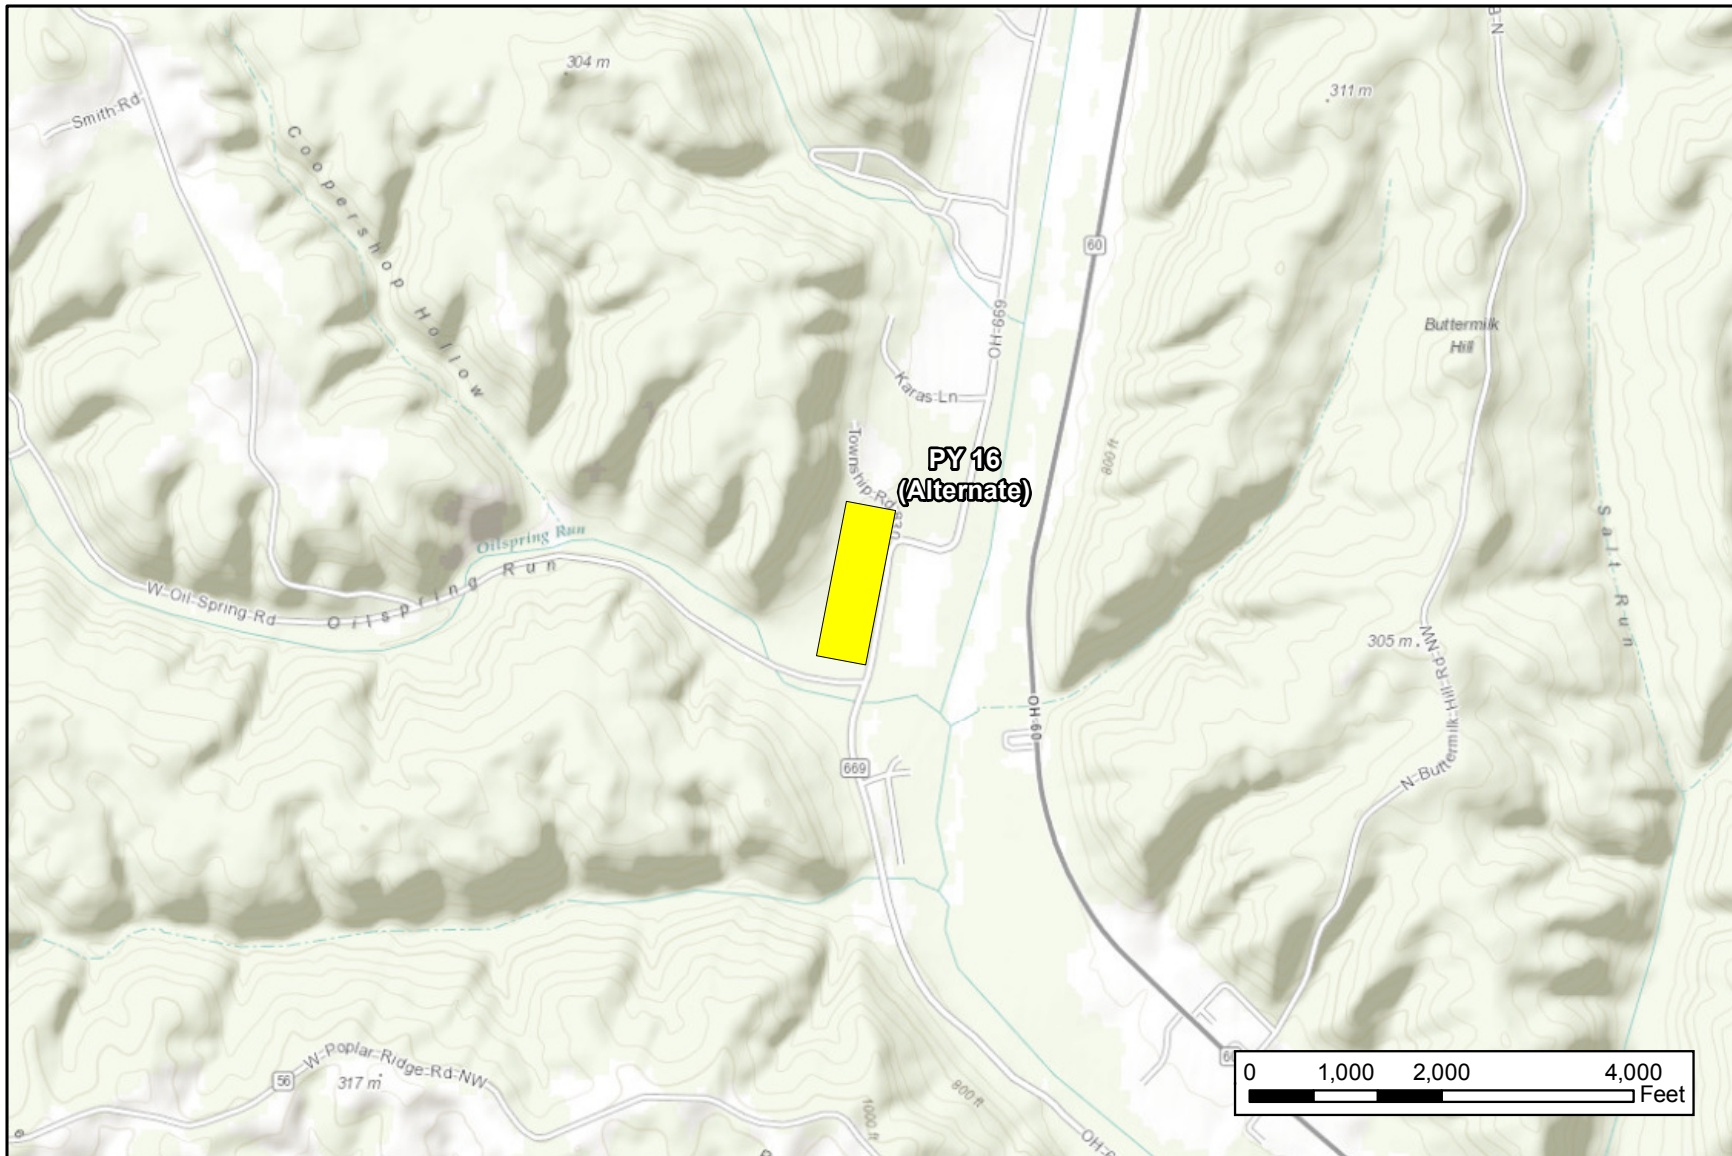 304 m
311 m
Smith Rd
Coopershop Hollow
60
OH-669
Buttermilk
Hill
Karas Ln
800 ft
Township Rd 830
PY 16
(Alternate)
Oilspring Run
Oilspring Run
W Oil Spring Rd
Salt Run
305 m
N Buttermilk Hill Rd NW
OH-60
669
W Poplar Ridge Rd NW
56
317 m
800 ft
1000 ft
0 1,000 2,000 4,000
Feet